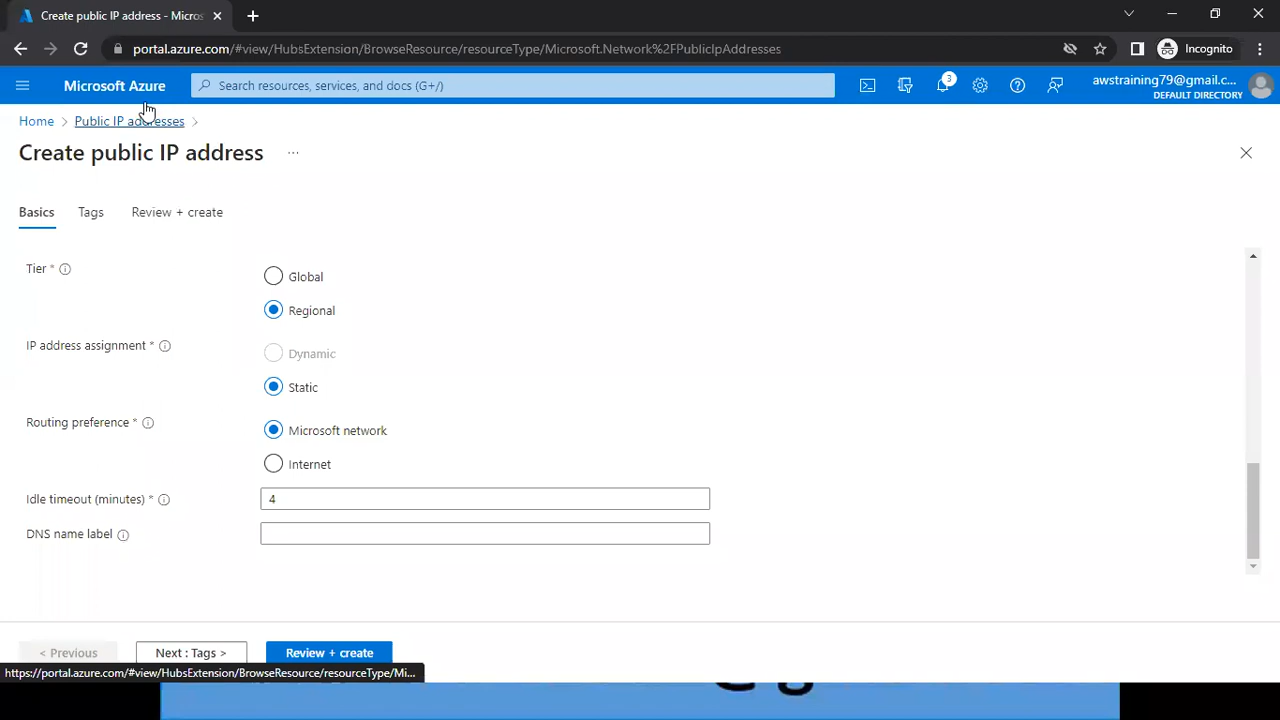 Create public IP address - Micros
portal.azure.com/#view/HubsExtension/BrowseResource/resourceType/Microsoft.Network%2FPublicIpAddresses
Incognito
Microsoft Azure
Search resources, services, and docs (G+/)
3
awstraining79@gmail.c...
DEFAULT DIRECTORY
Home > Public IP addresses >
Create public IP address ...
Basics
Tags
Review + create
Tier *
Global
Regional
IP address assignment *
Dynamic
Static
Routing preference *
Microsoft network
Internet
Idle timeout (minutes) *
4
DNS name label
< Previous
Next : Tags >
Review + create
https://portal.azure.com/#view/HubsExtension/BrowseResource/resourceType/Mi...